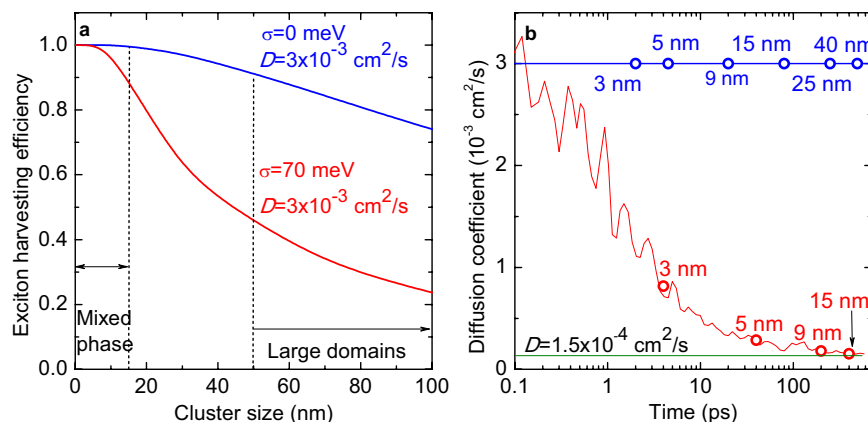 a
σ=0 meV
D=3x10⁻³ cm²/s
σ=70 meV
D=3x10⁻³ cm²/s
Mixed
phase
Large domains
Exciton harvesting efficiency
1.0
0.8
0.6
0.4
0.2
0.0
0 20 40 60 80 100
Cluster size (nm)
b
5 nm 15 nm 40 nm
3 nm 9 nm 25 nm
3 nm
5 nm
9 nm
15 nm
D=1.5x10⁻⁴ cm²/s
Diffusion coefficient (10⁻³ cm²/s)
3
2
1
0
0.1 1 10 100
Time (ps)